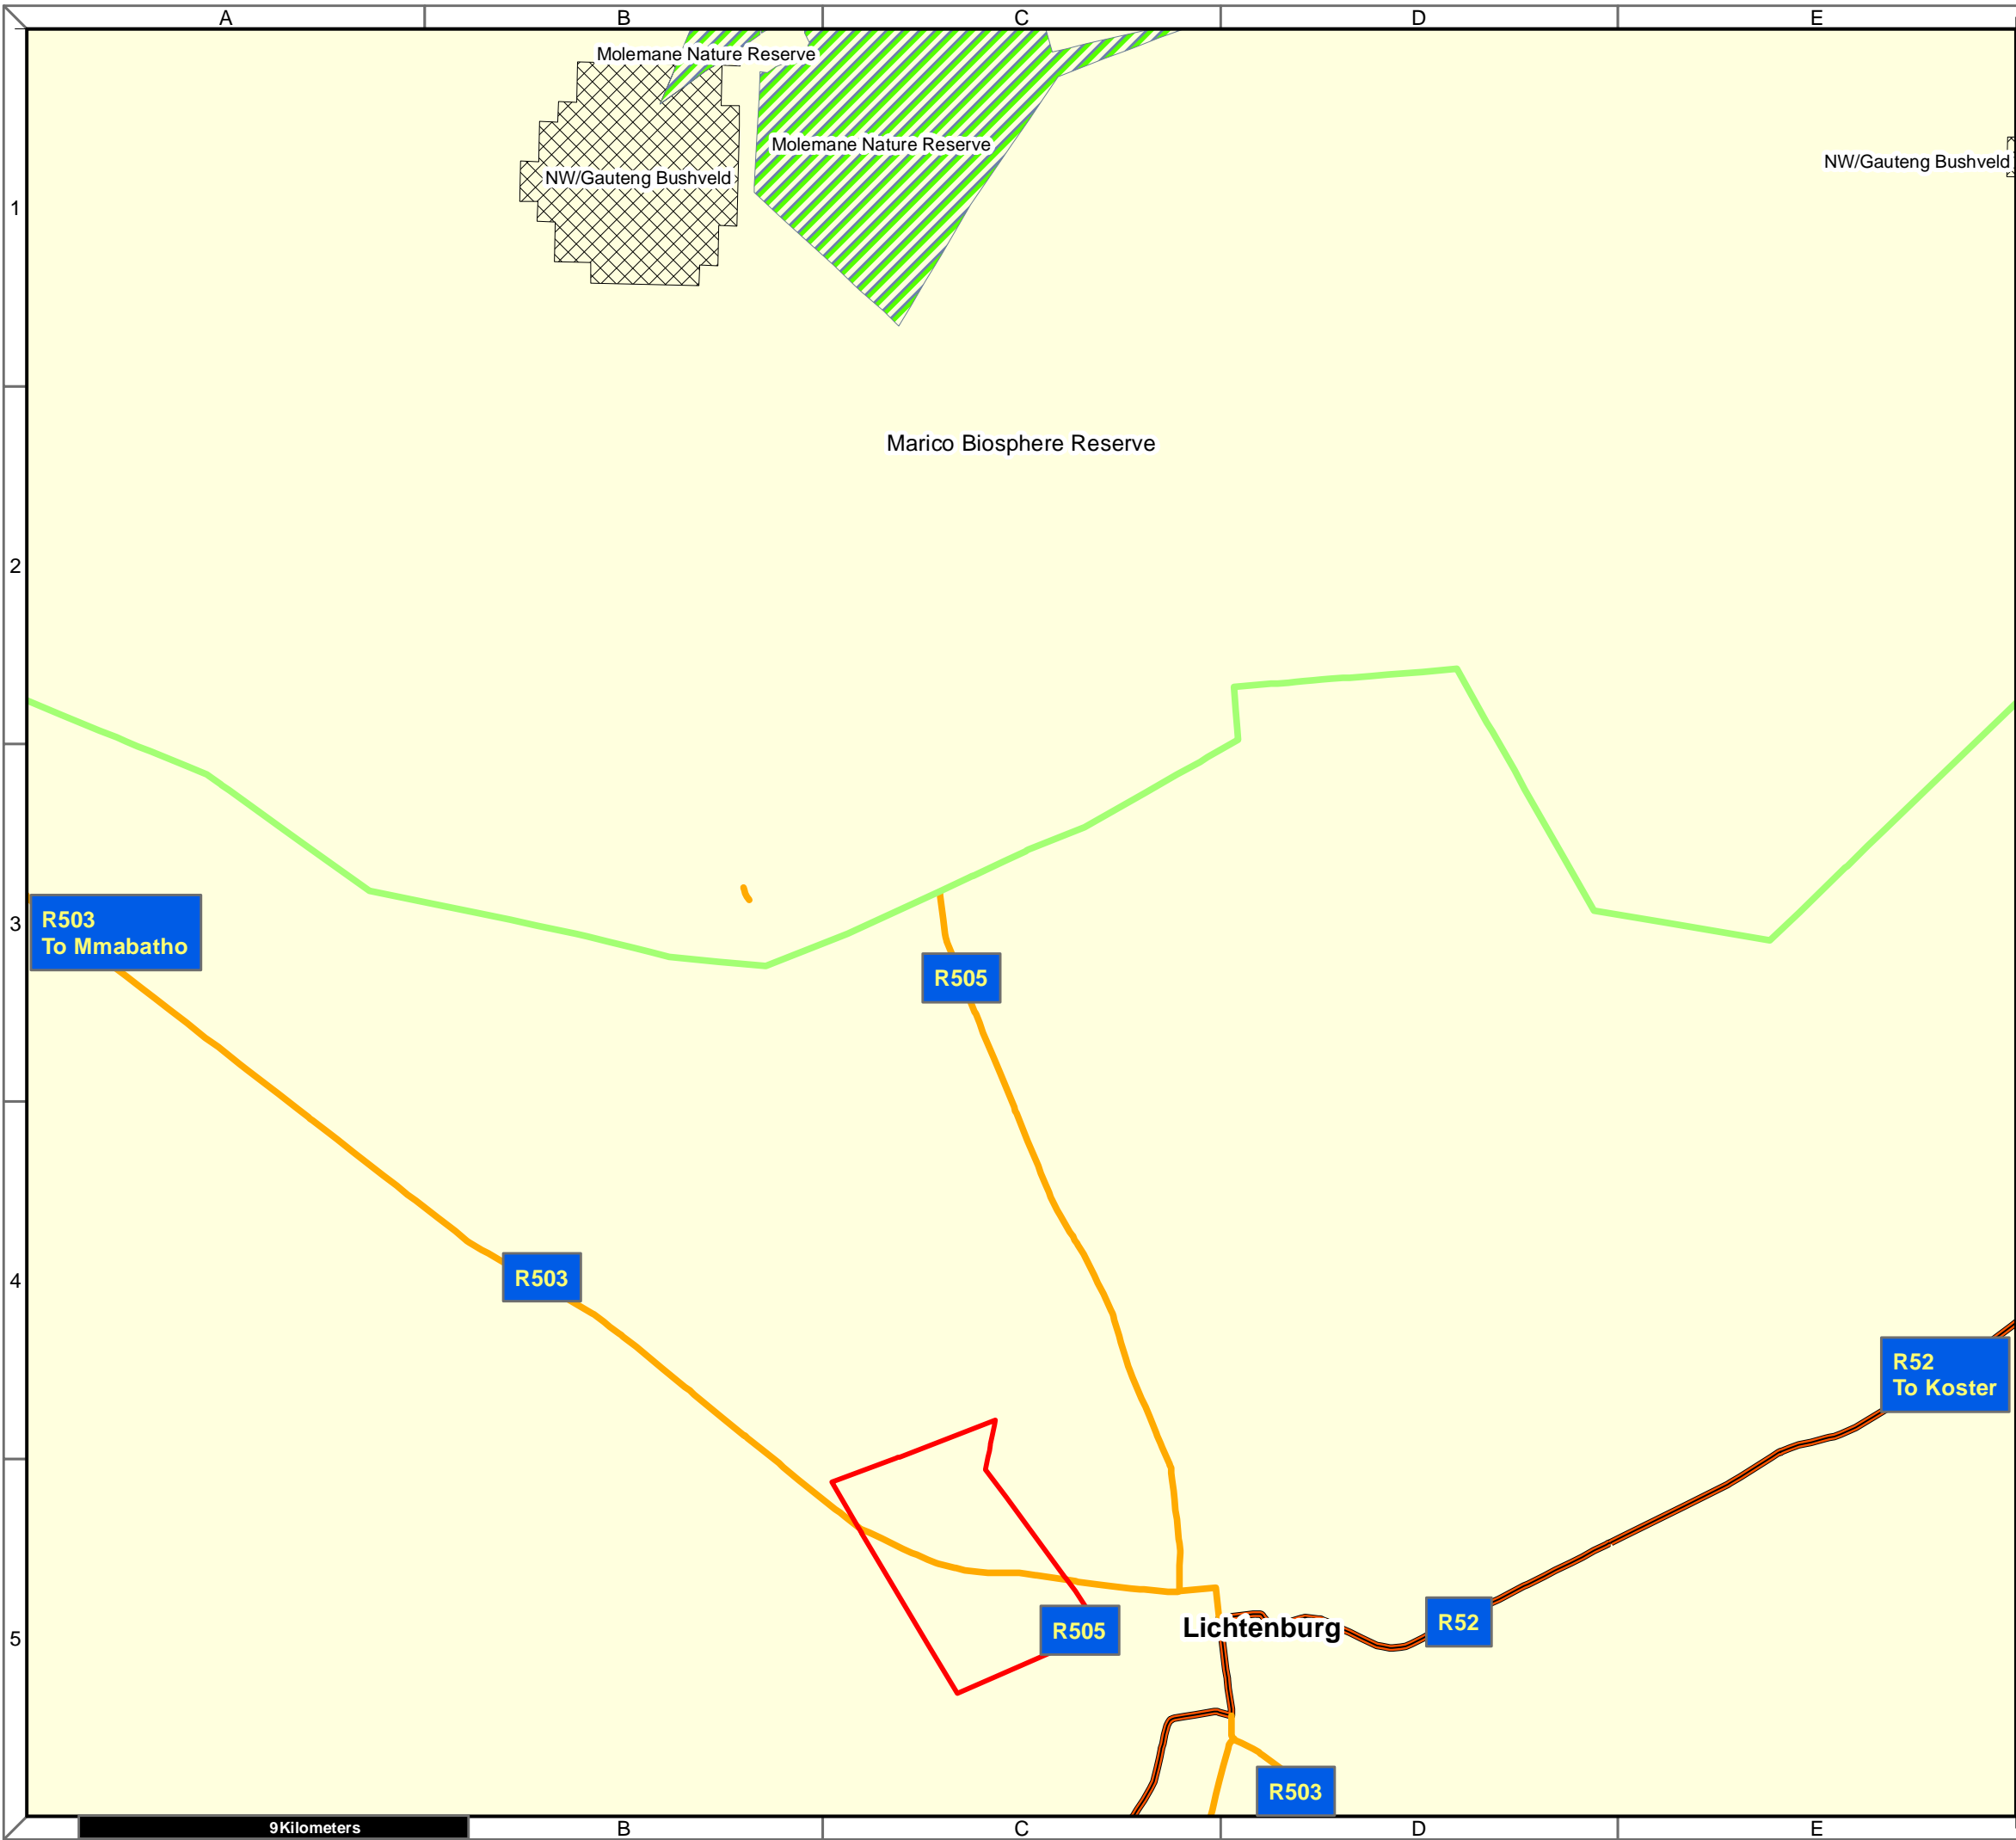 A B C D E
Molemane Nature Reserve
Molemane Nature Reserve
NW/Gauteng Bushveld
NW/Gauteng Bushveld
1
Marico Biosphere Reserve
2
R503
To Mmabatho
3
R505
R503
4
R52
To Koster
R505
Lichtenburg
R52
5
R503
9Kilometers
B C D E